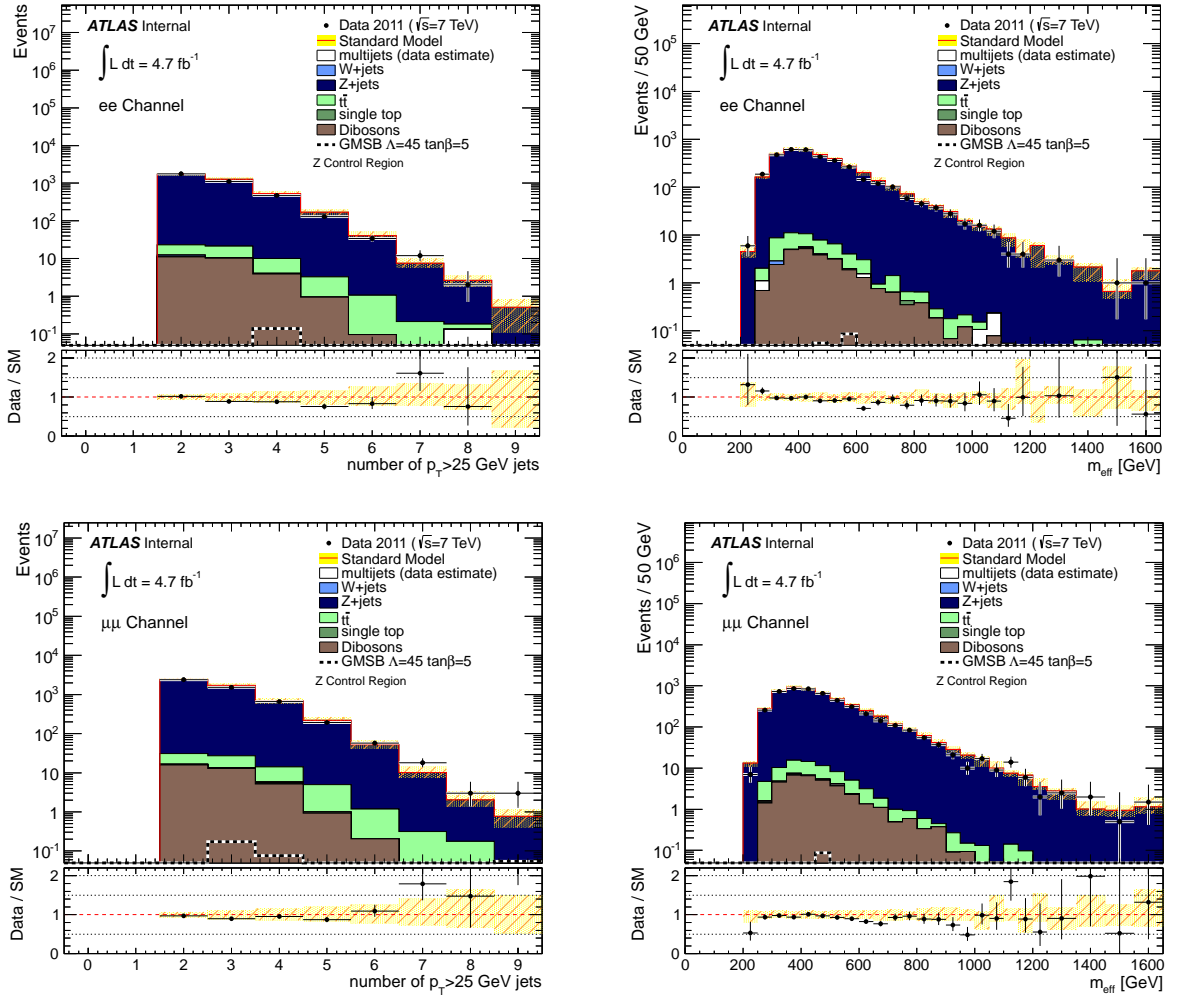 Events
10⁷
10⁶
10⁵
10⁴
10³
10²
10
1
10⁻¹
ATLAS Internal
∫ L dt = 4.7 fb⁻¹
ee Channel
Data 2011 (√s=7 TeV)
Standard Model
multijets (data estimate)
W+jets
Z+jets
tt̄
single top
Dibosons
GMSB Λ=45 tanβ=5
Z Control Region
Data / SM
2
1
0
0 1 2 3 4 5 6 7 8 9
number of p_T>25 GeV jets
Events / 50 GeV
10⁵
10⁴
10³
10²
10
1
10⁻¹
ATLAS Internal
∫ L dt = 4.7 fb⁻¹
ee Channel
Data 2011 (√s=7 TeV)
Standard Model
multijets (data estimate)
W+jets
Z+jets
tt̄
single top
Dibosons
GMSB Λ=45 tanβ=5
Z Control Region
Data / SM
2
1
0
0 200 400 600 800 1000 1200 1400 1600
m_eff [GeV]
Events
10⁷
10⁶
10⁵
10⁴
10³
10²
10
1
10⁻¹
ATLAS Internal
∫ L dt = 4.7 fb⁻¹
μμ Channel
Data 2011 (√s=7 TeV)
Standard Model
multijets (data estimate)
W+jets
Z+jets
tt̄
single top
Dibosons
GMSB Λ=45 tanβ=5
Z Control Region
Data / SM
2
1
0
0 1 2 3 4 5 6 7 8 9
number of p_T>25 GeV jets
Events / 50 GeV
10⁶
10⁵
10⁴
10³
10²
10
1
10⁻¹
ATLAS Internal
∫ L dt = 4.7 fb⁻¹
μμ Channel
Data 2011 (√s=7 TeV)
Standard Model
multijets (data estimate)
W+jets
Z+jets
tt̄
single top
Dibosons
GMSB Λ=45 tanβ=5
Z Control Region
Data / SM
2
1
0
0 200 400 600 800 1000 1200 1400 1600
m_eff [GeV]